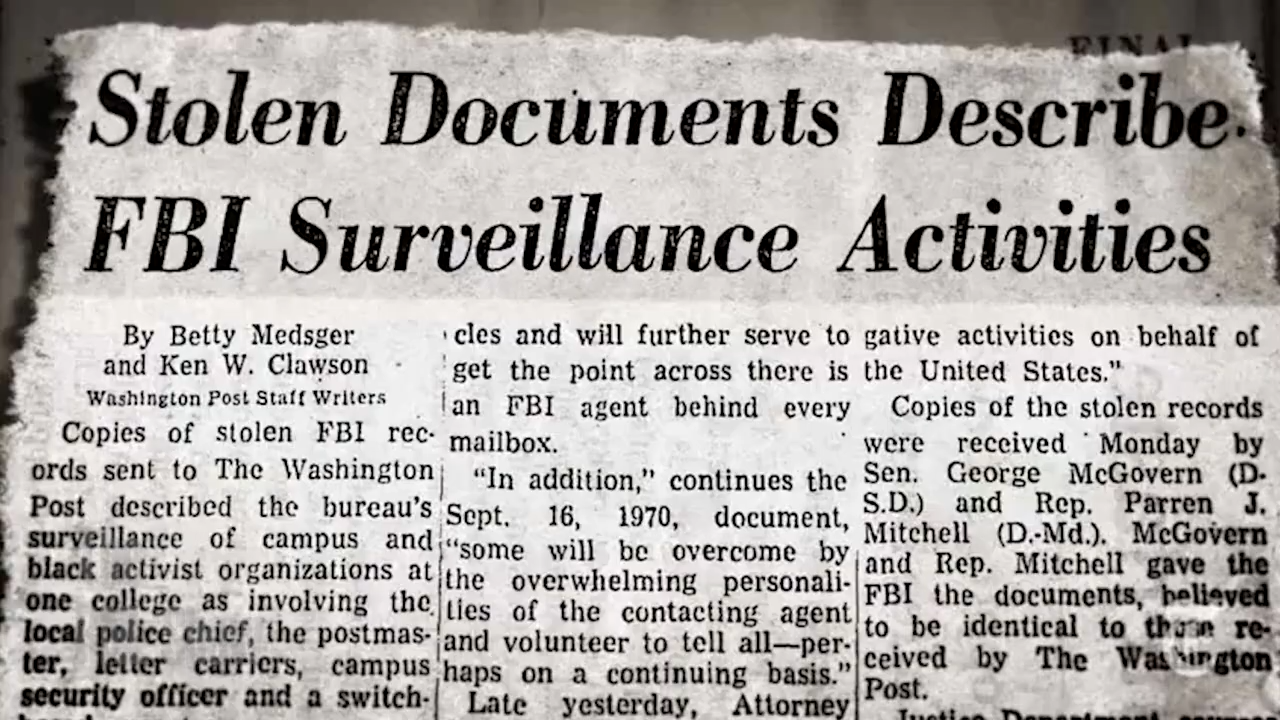 FINAL
Stolen Documents Describe
FBI Surveillance Activities
By Betty Medsger
and Ken W. Clawson
Washington Post Staff Writers
Copies of stolen FBI rec-
ords sent to The Washington
Post described the bureau's
surveillance of campus and
black activist organizations at
one college as involving the
local police chief, the postmas-
ter, letter carriers, campus
security officer and a switch-
cles and will further serve to
get the point across there is
an FBI agent behind every
mailbox.
"In addition," continues the
Sept. 16, 1970, document,
"some will be overcome by
the overwhelming personali-
ties of the contacting agent
and volunteer to tell all—per-
haps on a continuing basis."
Late yesterday, Attorney
gative activities on behalf of
the United States."
Copies of the stolen records
were received Monday by
Sen. George McGovern (D-
S.D.) and Rep. Parren J.
Mitchell (D.-Md.). McGovern
and Rep. Mitchell gave the
FBI the documents, believed
to be identical to those re-
ceived by The Washington
Post.
Justice Department